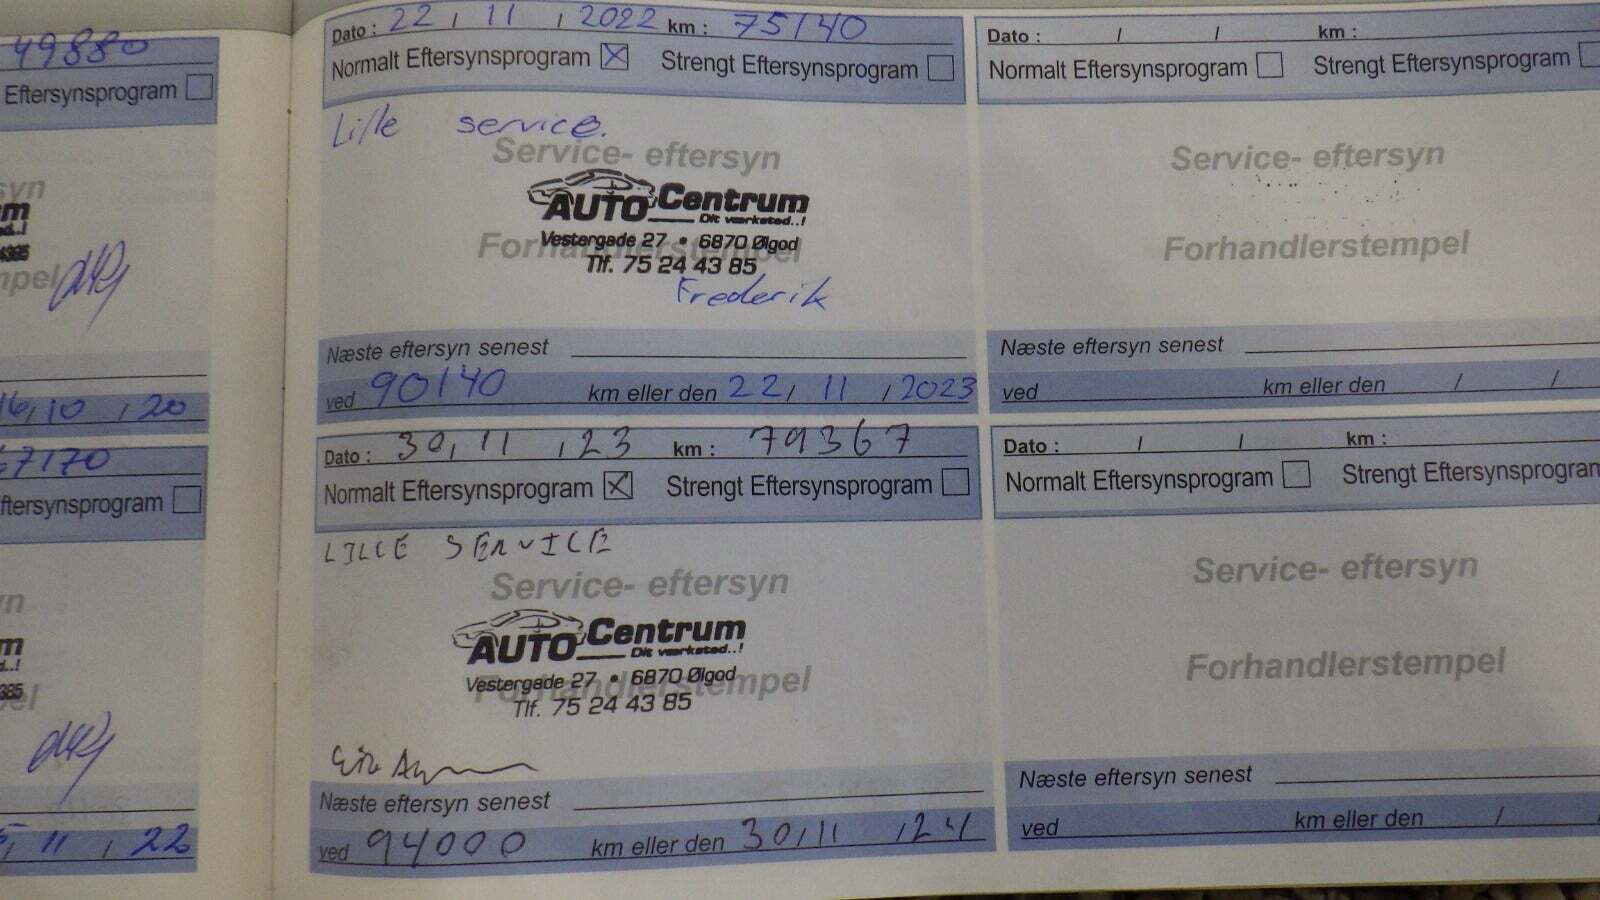 49880
Eftersynsprogram
syn
m
16,10 , 20
67170
ftersynsprogram
yn
m
11 , 22
Dato : 22 , 11 , 2022 km : 75140
Normalt Eftersynsprogram X Strengt Eftersynsprogram
Lille service.
Service- eftersyn
AUTO Centrum
Dit værksted..!
Vestergade 27 • 6870 Ølgod
Forhandlerstempel
Tlf. 75 24 43 85
Frederik
Næste eftersyn senest
ved 90140 km eller den 22, 11 , 2023
Dato : 30, 11 , 23 km : 79367
Normalt Eftersynsprogram X Strengt Eftersynsprogram
LILLE SERVICE
Service- eftersyn
AUTO Centrum
Dit værksted..!
Vestergade 27 • 6870 Ølgod
Forhandlerstempel
Tlf. 75 24 43 85
Næste eftersyn senest
ved 94000 km eller den 30,11 ,24
Dato : / / km :
Normalt Eftersynsprogram Strengt Eftersynsprogram
Service- eftersyn
Forhandlerstempel
Næste eftersyn senest
ved km eller den / /
Dato : / / km :
Normalt Eftersynsprogram Strengt Eftersynsprogram
Service- eftersyn
Forhandlerstempel
Næste eftersyn senest
ved km eller den /